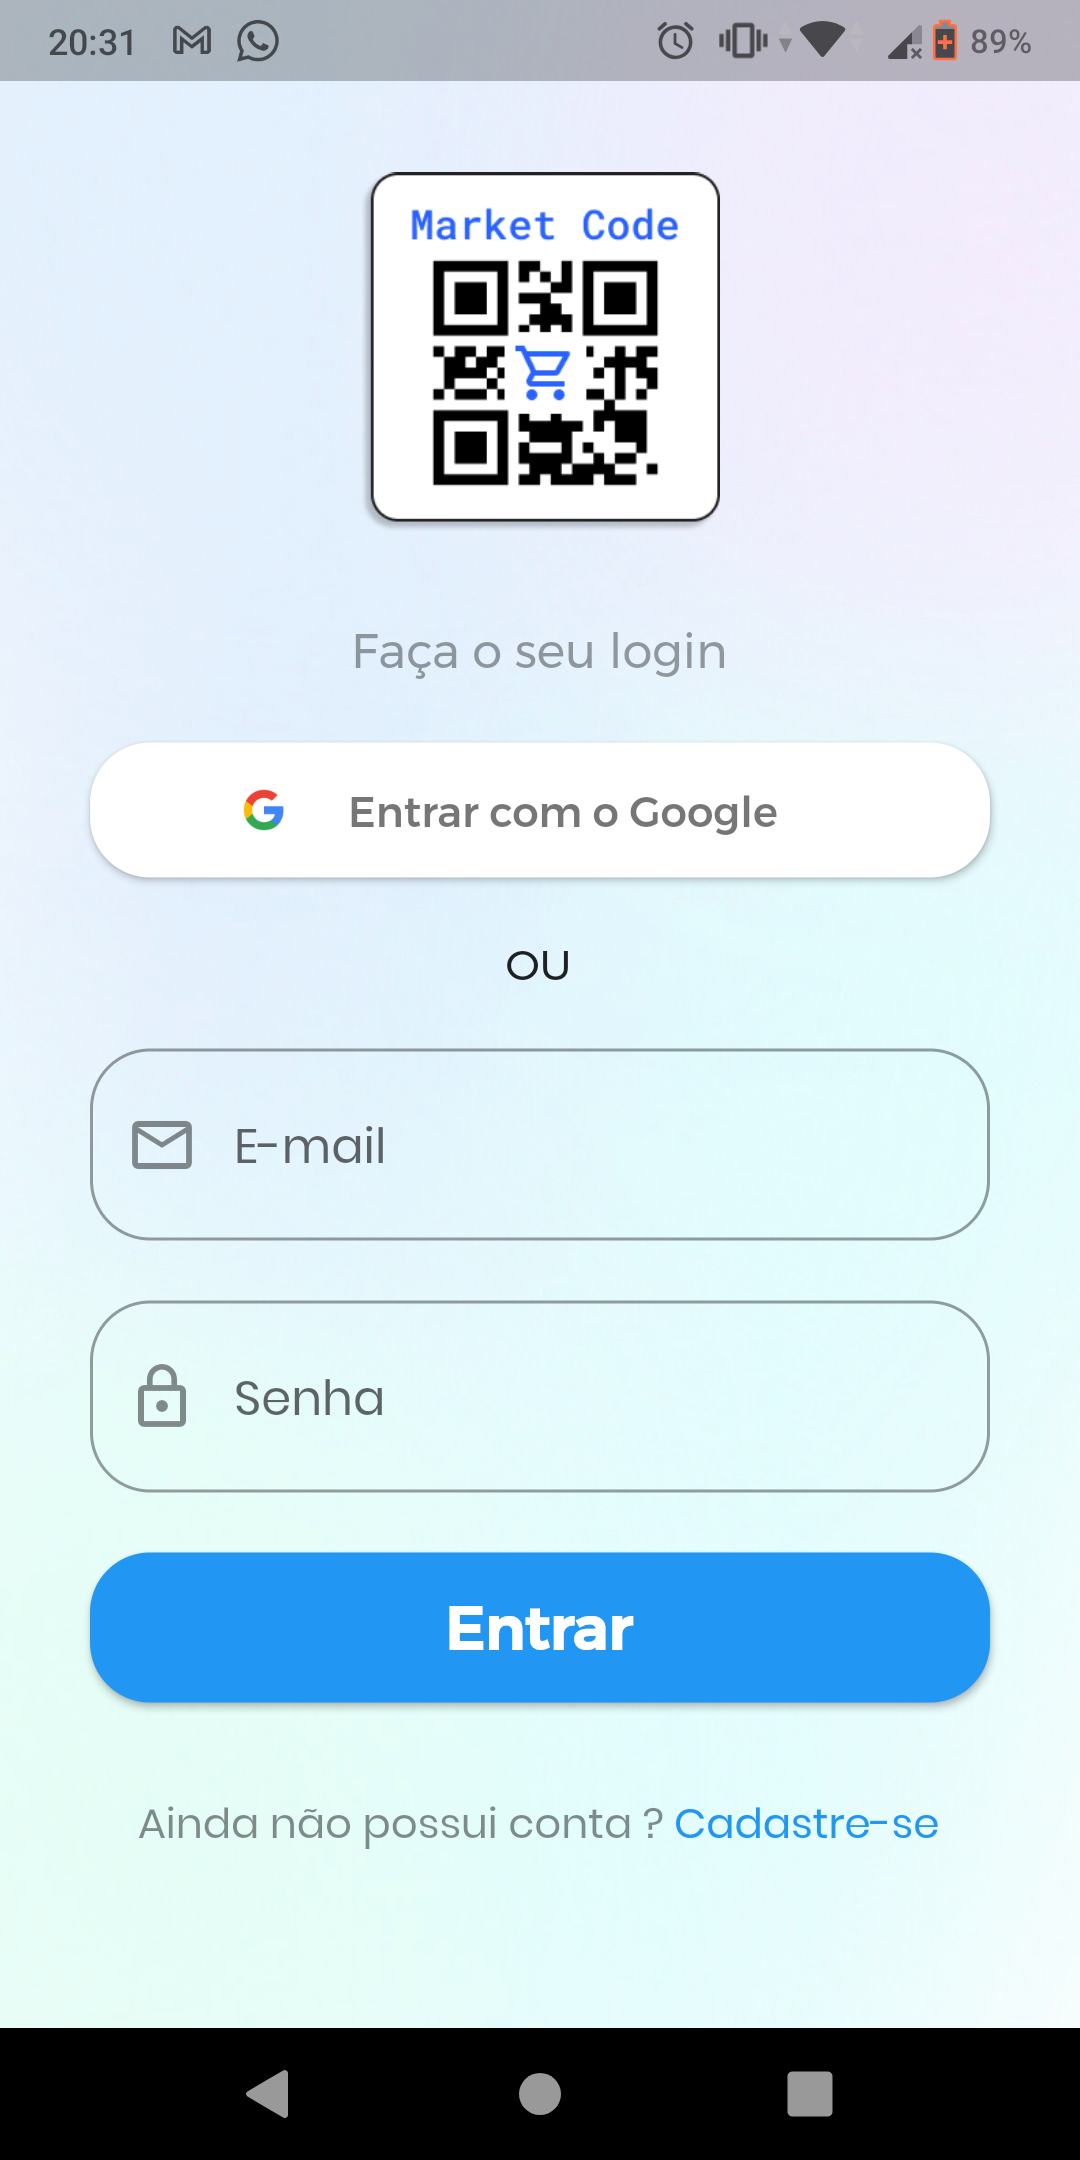 20:31
89%
Market Code
Faça o seu login
Entrar com o Google
OU
E-mail
Senha
Entrar
Ainda não possui conta ? Cadastre-se